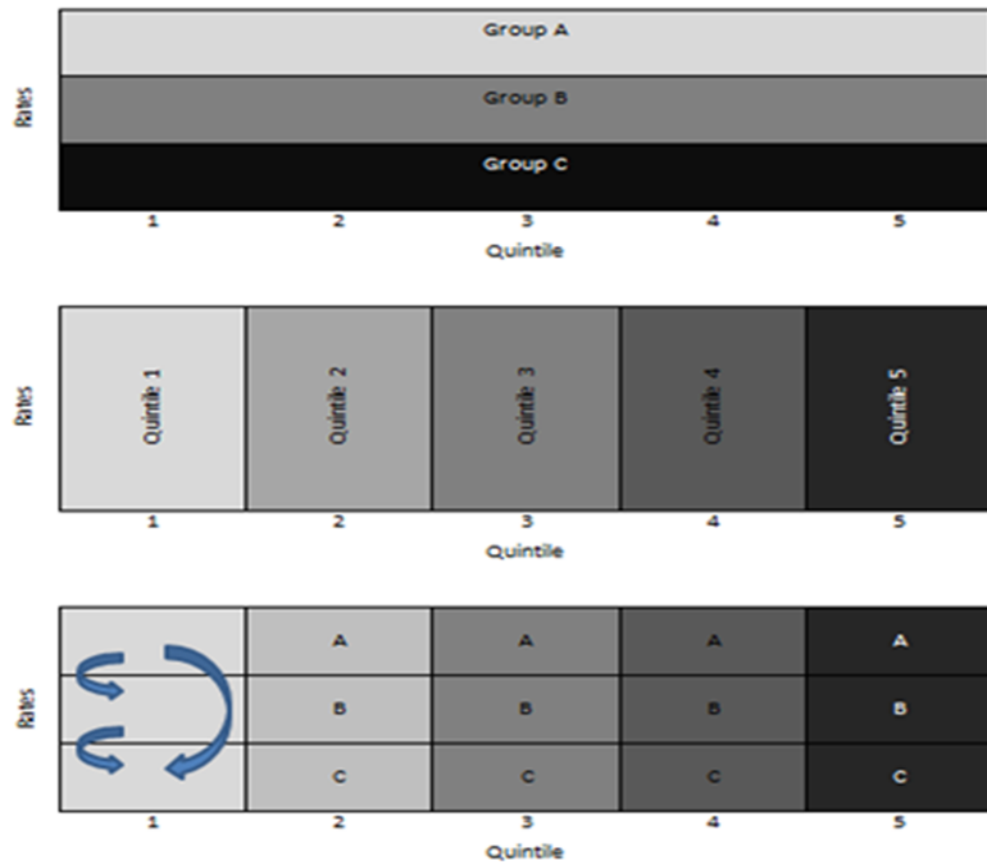 Group A
Group B
Group C
Rates
1 2 3 4 5
Quintile
Quintile 1 Quintile 2 Quintile 3 Quintile 4 Quintile 5
Rates
1 2 3 4 5
Quintile
A A A A
B B B B
C C C C
Rates
1 2 3 4 5
Quintile